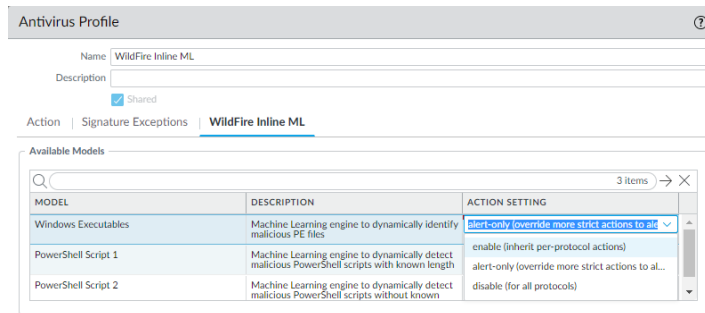 Antivirus Profile
?
Name WildFire Inline ML
Description
Shared
Action | Signature Exceptions | WildFire Inline ML
Available Models
3 items
MODEL DESCRIPTION ACTION SETTING
Windows Executables
Machine Learning engine to dynamically identify
malicious PE files
alert-only (override more strict actions to ale
PowerShell Script 1
Machine Learning engine to dynamically detect
malicious PowerShell scripts with known length
PowerShell Script 2
Machine Learning engine to dynamically detect
malicious PowerShell scripts without known
enable (inherit per-protocol actions)
alert-only (override more strict actions to al...
disable (for all protocols)